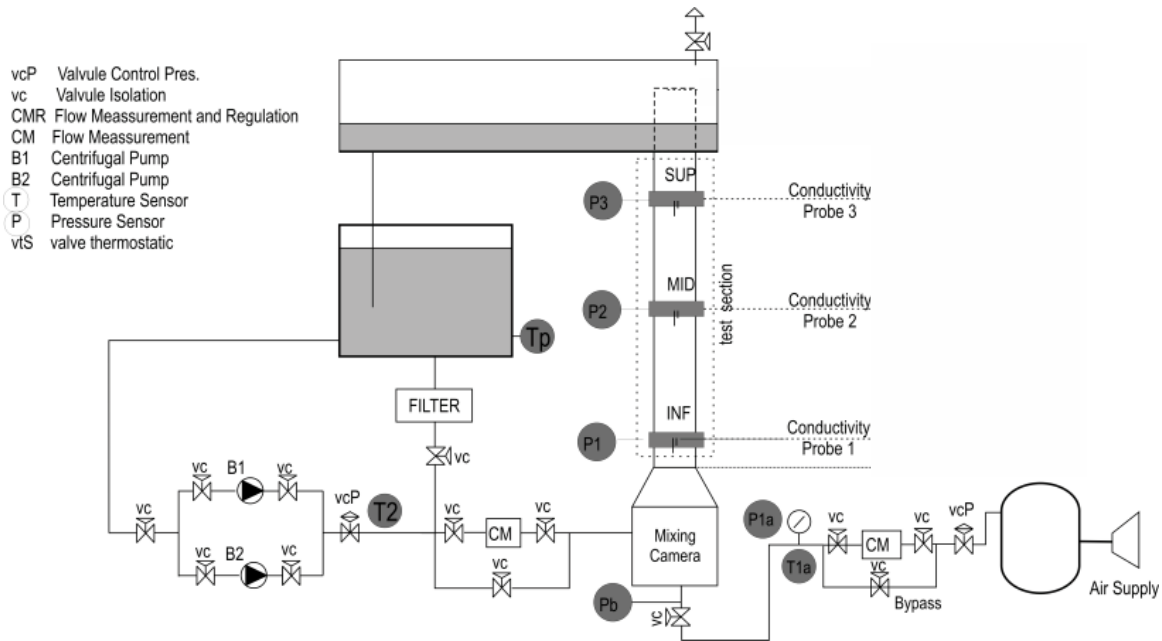 vcP Valvule Control Pres.
vc Valvule Isolation
CMR Flow Meassurement and Regulation
CM Flow Meassurement
B1 Centrifugal Pump
B2 Centrifugal Pump
T Temperature Sensor
P Pressure Sensor
vtS valve thermostatic
SUP
P3
Conductivity
Probe 3
MID
P2
Conductivity
Probe 2
test section
Tp
FILTER
INF
P1
Conductivity
Probe 1
vc
vc
B1
vc
vcP
T2
vc
vc
CM
vc
Mixing
Camera
P1a
T1a
vc
CM
vc
vcP
vc
B2
vc
vc
Pb
vc
vc
Bypass
Air Supply